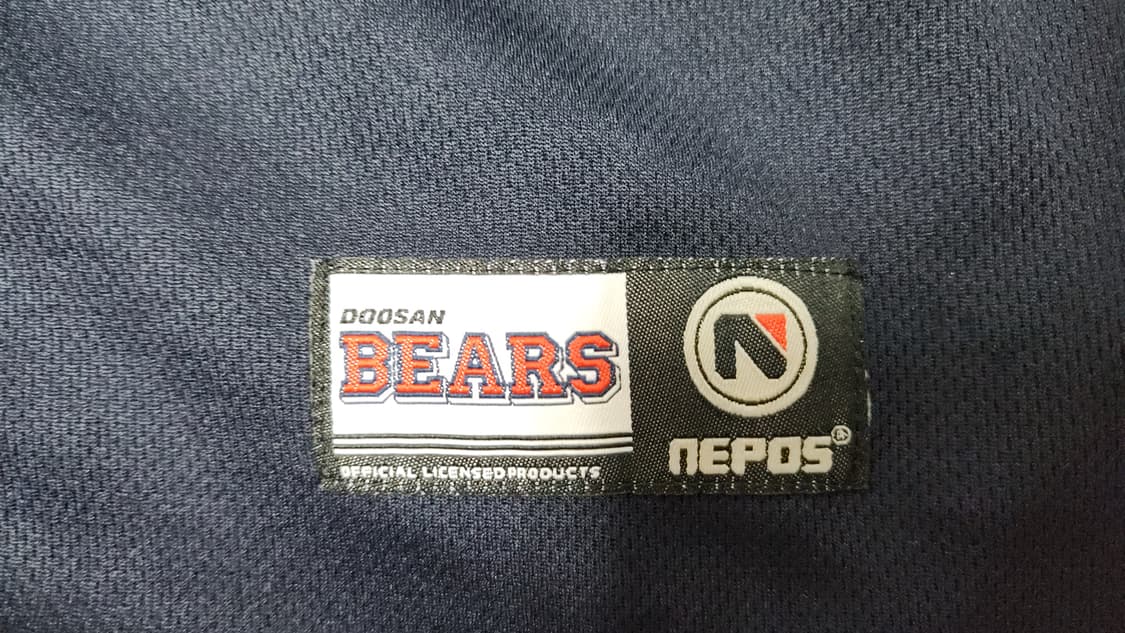 DOOSAN
BEARS
OFFICIAL LICENSED PRODUCTS
N
NEPOS®